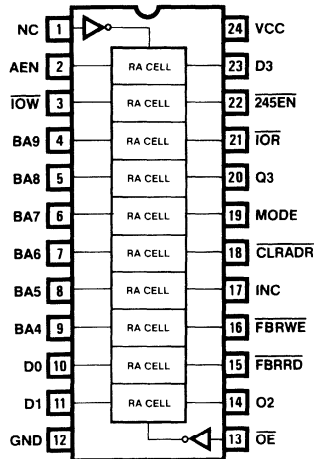 NC 1 24 VCC
AEN 2 RA CELL 23 D3
IOW 3 RA CELL 22 245EN
BA9 4 RA CELL 21 IOR
BA8 5 RA CELL 20 Q3
BA7 6 RA CELL 19 MODE
BA6 7 RA CELL 18 CLRADR
BA5 8 RA CELL 17 INC
BA4 9 RA CELL 16 FBRWE
D0 10 RA CELL 15 FBRRD
D1 11 RA CELL 14 O2
GND 12 13 OE